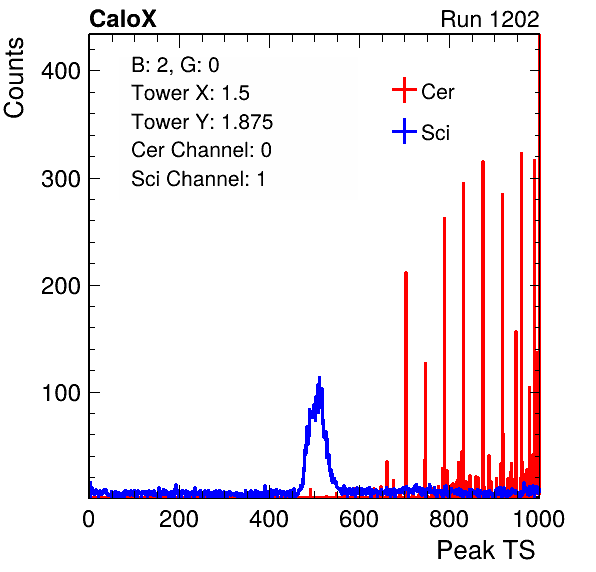 CaloX Run 1202
Counts
400
300
200
100
B: 2, G: 0
Tower X: 1.5
Tower Y: 1.875
Cer Channel: 0
Sci Channel: 1
Cer
Sci
0 200 400 600 800 1000
Peak TS